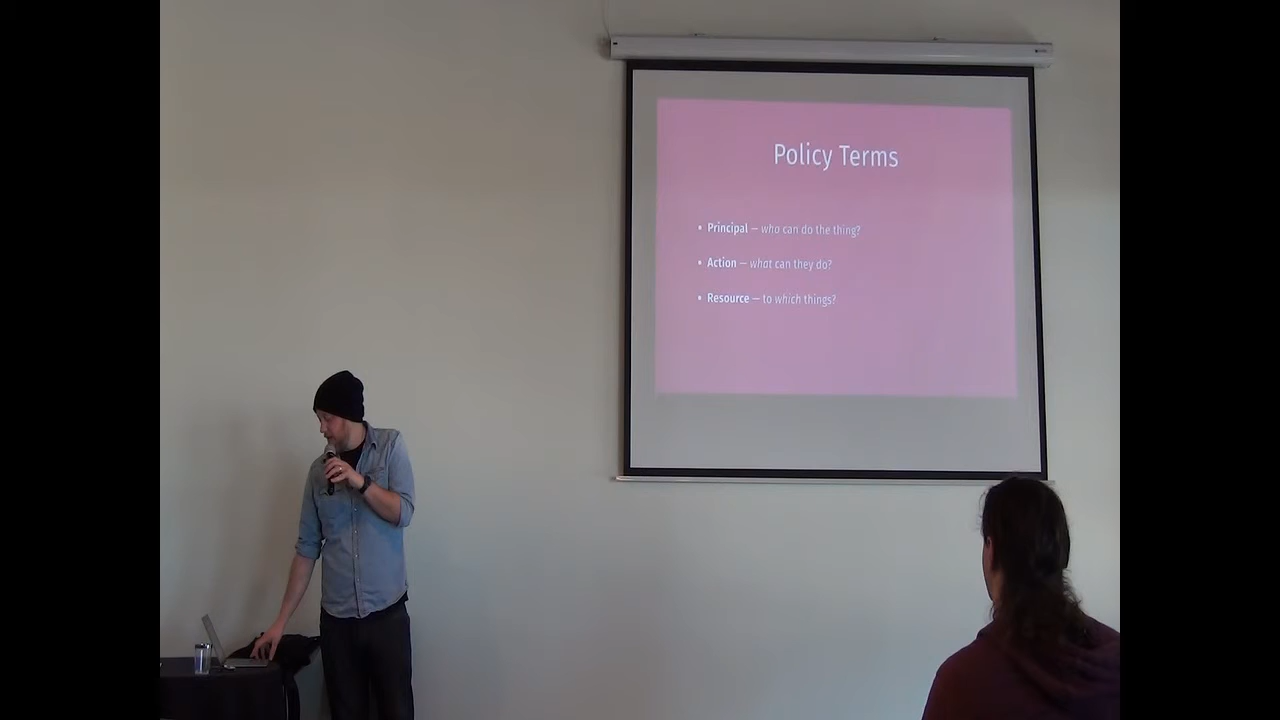 Policy Terms
• Principal — who can do the thing?
• Action — what can they do?
• Resource — to which things?